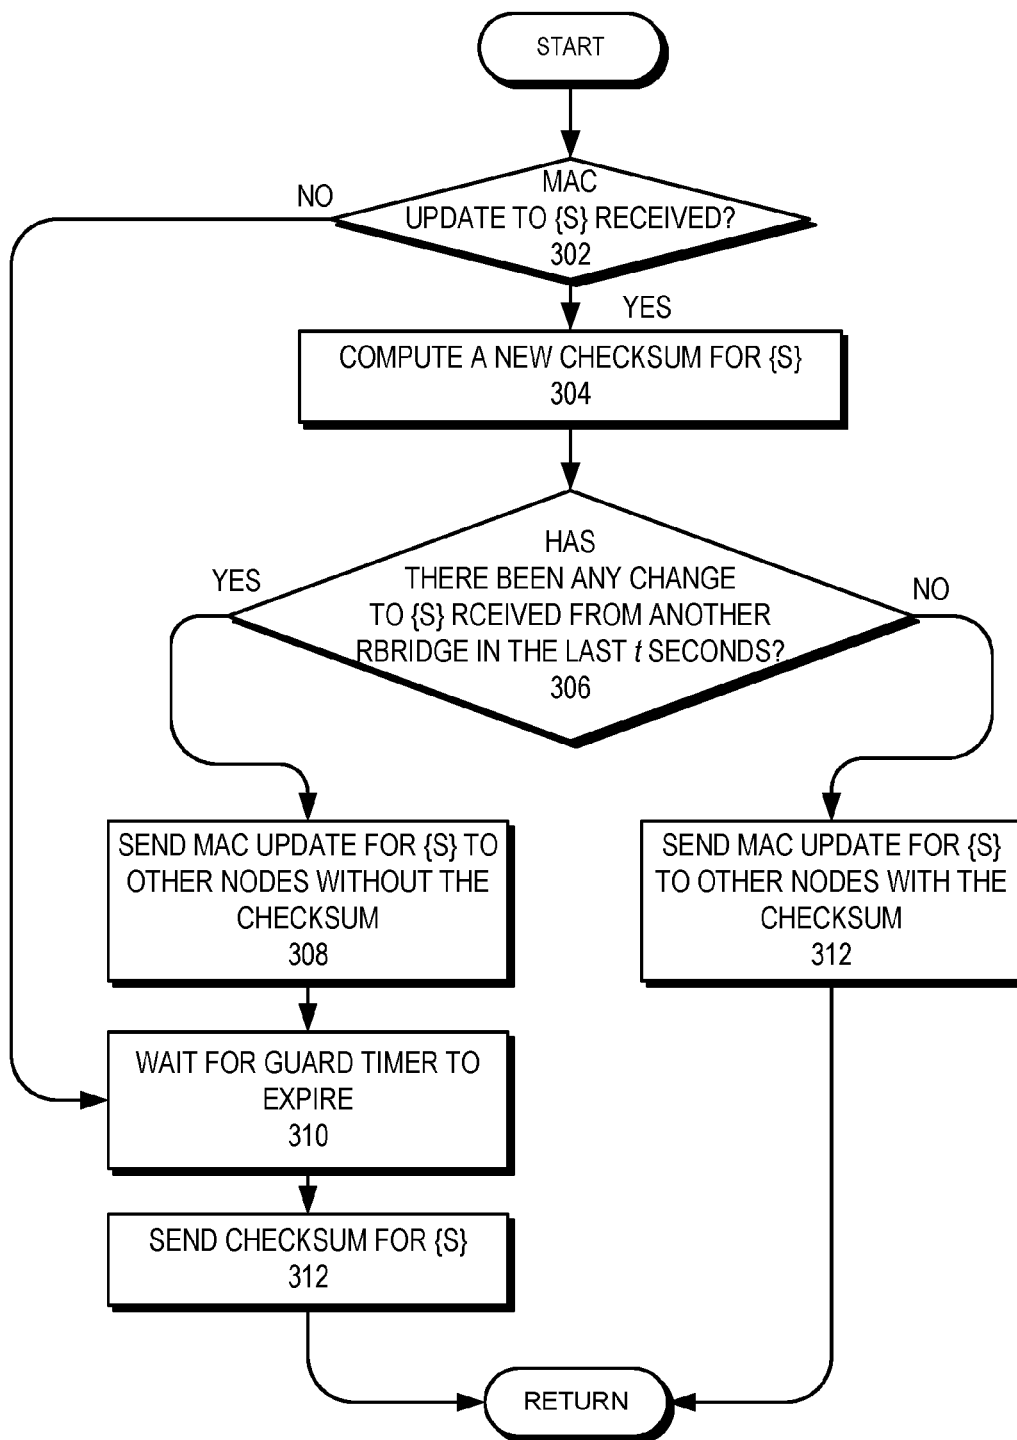 START
MAC
UPDATE TO {S} RECEIVED?
302
NO
YES
COMPUTE A NEW CHECKSUM FOR {S}
304
HAS
THERE BEEN ANY CHANGE
TO {S} RCEIVED FROM ANOTHER
RBRIDGE IN THE LAST t SECONDS?
306
YES
NO
SEND MAC UPDATE FOR {S} TO
OTHER NODES WITHOUT THE
CHECKSUM
308
SEND MAC UPDATE FOR {S}
TO OTHER NODES WITH THE
CHECKSUM
312
WAIT FOR GUARD TIMER TO
EXPIRE
310
SEND CHECKSUM FOR {S}
312
RETURN